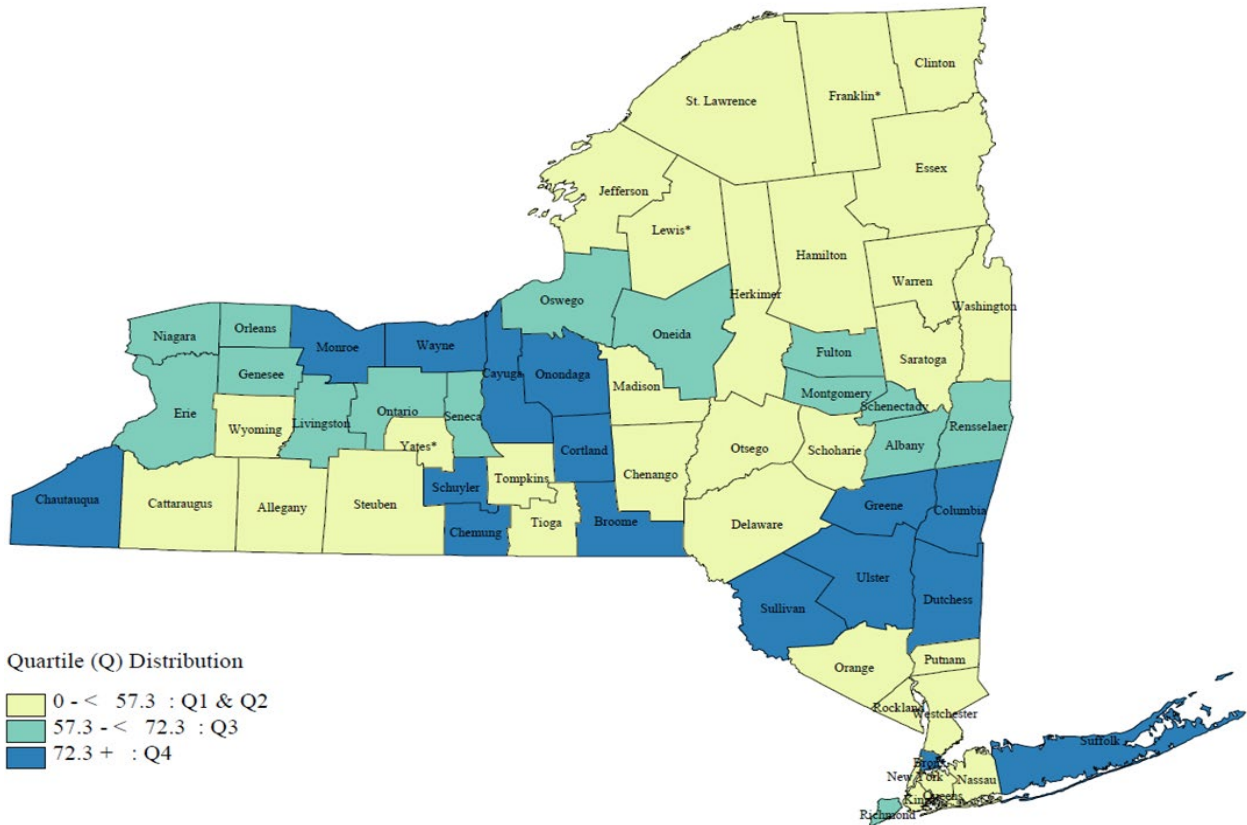 Clinton
St. Lawrence
Franklin*
Essex
Jefferson
Lewis*
Hamilton
Warren
Herkimer
Washington
Oswego
Oneida
Niagara
Orleans
Monroe
Wayne
Fulton
Saratoga
Cayuga
Onondaga
Genesee
Madison
Montgomery
Schenectady
Erie
Livingston
Ontario
Seneca
Rensselaer
Wyoming
Yates*
Cortland
Otsego
Schoharie
Albany
Chautauqua
Cattaraugus
Allegany
Steuben
Schuyler
Tompkins
Chenango
Greene
Columbia
Chemung
Tioga
Broome
Delaware
Ulster
Sullivan
Dutchess
Orange
Putnam
Rockland
Westchester
Suffolk
Bronx
New York
Nassau
Queens
Kings
Richmond
Quartile (Q) Distribution
0 - < 57.3 : Q1 & Q2
57.3 - < 72.3 : Q3
72.3 + : Q4